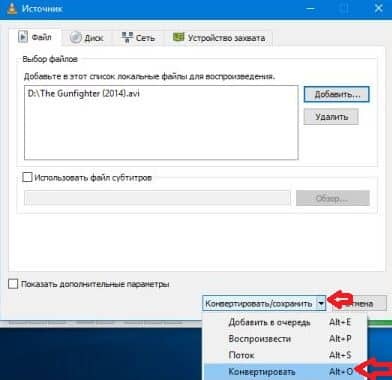 Источник
Файл Диск Сеть Устройство захвата
Выбор файлов
Добавьте в этот список локальные файлы для воспроизведения.
D:\The Gunfighter (2014).avi
Добавить...
Удалить
Использовать файл субтитров
Обзор...
Показать дополнительные параметры
Конвертировать/сохранить
Добавить в очередь Alt+E
Воспроизвести Alt+P
Поток Alt+S
Конвертировать Alt+O